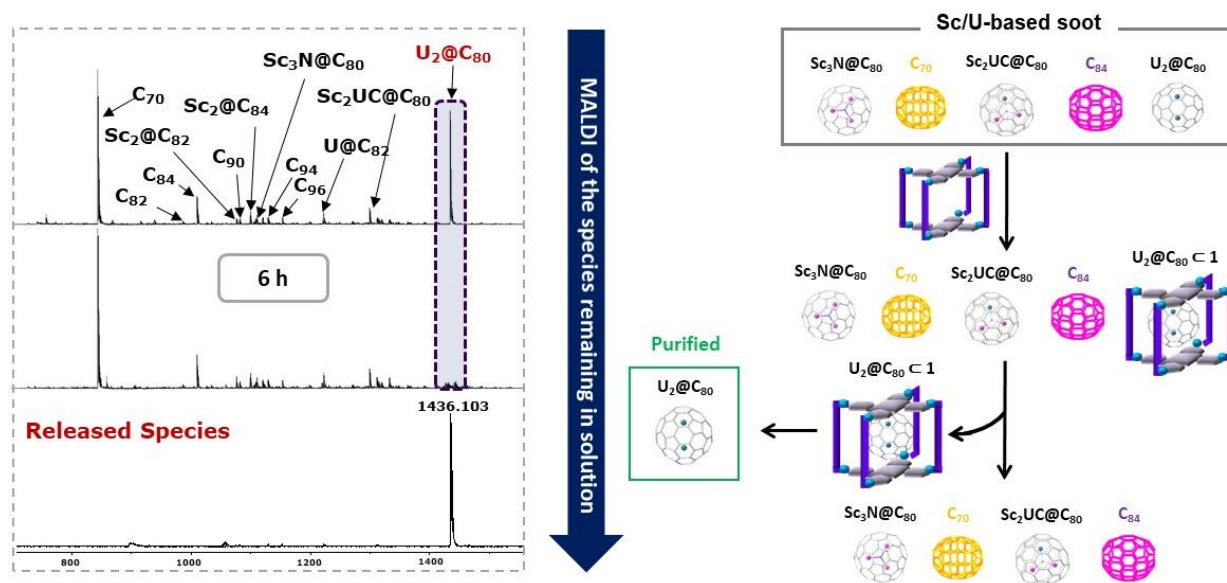 U₂@C₈₀
Sc₃N@C₈₀
C₇₀
Sc₂@C₈₄
Sc₂UC@C₈₀
Sc₂@C₈₂
C₉₀
U@C₈₂
C₈₄
C₉₄
C₈₂
C₉₆
6 h
1436.103
Released Species
800 1000 1200 1400
MALDI of the species remaining in solution
Sc/U-based soot
Sc₃N@C₈₀ C₇₀ Sc₂UC@C₈₀ C₈₄ U₂@C₈₀
U₂@C₈₀ ⊂ 1
Sc₃N@C₈₀ C₇₀ Sc₂UC@C₈₀ C₈₄
Purified
U₂@C₈₀
U₂@C₈₀ ⊂ 1
Sc₃N@C₈₀ C₇₀ Sc₂UC@C₈₀ C₈₄